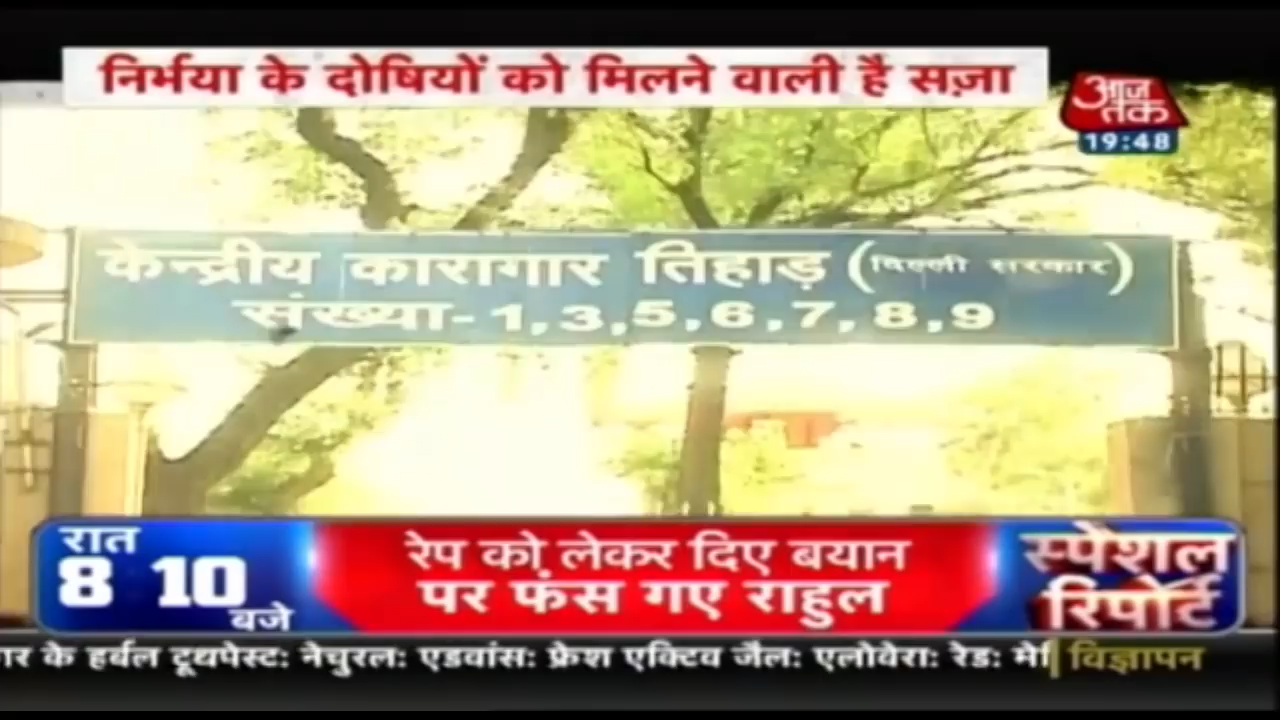 निर्भया के दोषियों को मिलने वाली है सज़ा
आज
तक
19:48
केन्द्रीय कारागार तिहाड़ (दिल्ली सरकार)
संख्या-1,3,5,6,7,8,9
रात
8 10
बजे
रेप को लेकर दिए बयान
पर फंस गए राहुल
स्पेशल
रिपोर्ट
के हर्बल टूथपेस्ट: नेचुरल: एडवांस: फ्रेश एक्टिव जैल: एलोवेरा: रेड:
विज्ञापन